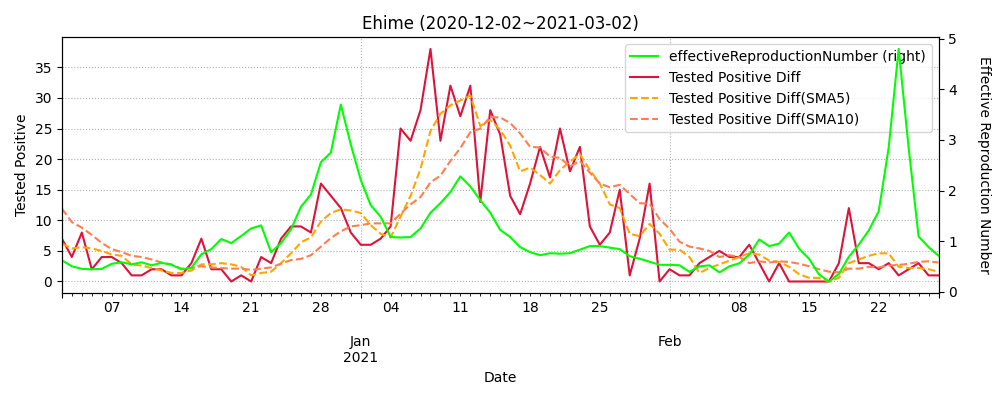 Ehime (2020-12-02~2021-03-02)
effectiveReproductionNumber (right)
Tested Positive Diff
Tested Positive Diff(SMA5)
Tested Positive Diff(SMA10)
Tested Positive
35
30
25
20
15
10
5
0
5
4
3
2
1
0
Effective Reproduction Number
07 14 21 28 04 11 18 25 08 15 22
Jan Feb
2021
Date